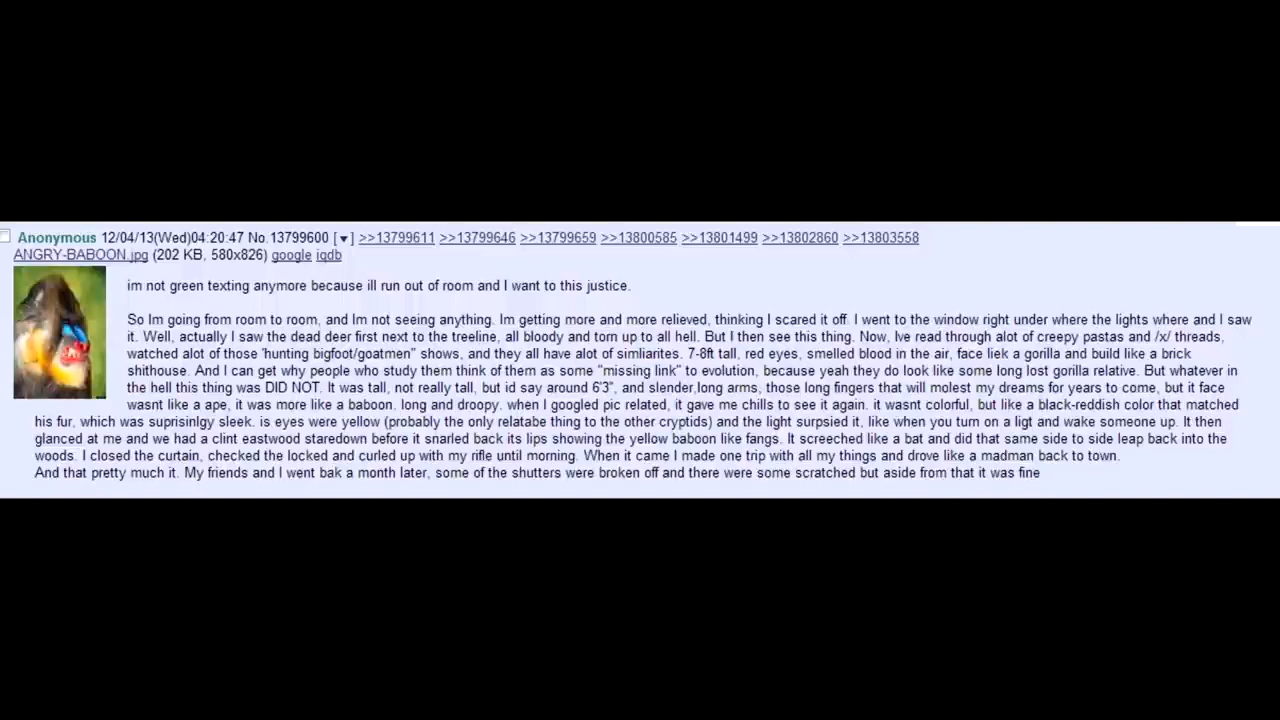 Anonymous 12/04/13(Wed)04:20:47 No.13799600 [▼] >>13799611 >>13799646 >>13799659 >>13800585 >>13801499 >>13802860 >>13803558
ANGRY-BABOON.jpg (202 KB, 580x826) google iqdb
im not green texting anymore because ill run out of room and I want to this justice.
So Im going from room to room, and Im not seeing anything. Im getting more and more relieved, thinking I scared it off. I went to the window right under where the lights where and I saw
it. Well, actually I saw the dead deer first next to the treeline, all bloody and torn up to all hell. But I then see this thing. Now, Ive read through alot of creepy pastas and /x/ threads,
watched alot of those 'hunting bigfoot/goatmen" shows, and they all have alot of simliarites. 7-8ft tall, red eyes, smelled blood in the air, face liek a gorilla and build like a brick
shithouse. And I can get why people who study them think of them as some "missing link" to evolution, because yeah they do look like some long lost gorilla relative. But whatever in
the hell this thing was DID NOT. It was tall, not really tall, but id say around 6'3", and slender,long arms, those long fingers that will molest my dreams for years to come, but it face
wasnt like a ape, it was more like a baboon. long and droopy. when I googled pic related, it gave me chills to see it again. it wasnt colorful, but like a black-reddish color that matched
his fur, which was suprisinlgy sleek. is eyes were yellow (probably the only relatabe thing to the other cryptids) and the light surpsied it, like when you turn on a ligt and wake someone up. It then
glanced at me and we had a clint eastwood staredown before it snarled back its lips showing the yellow baboon like fangs. It screeched like a bat and did that same side to side leap back into the
woods. I closed the curtain, checked the locked and curled up with my rifle until morning. When it came I made one trip with all my things and drove like a madman back to town.
And that pretty much it. My friends and I went bak a month later, some of the shutters were broken off and there were some scratched but aside from that it was fine